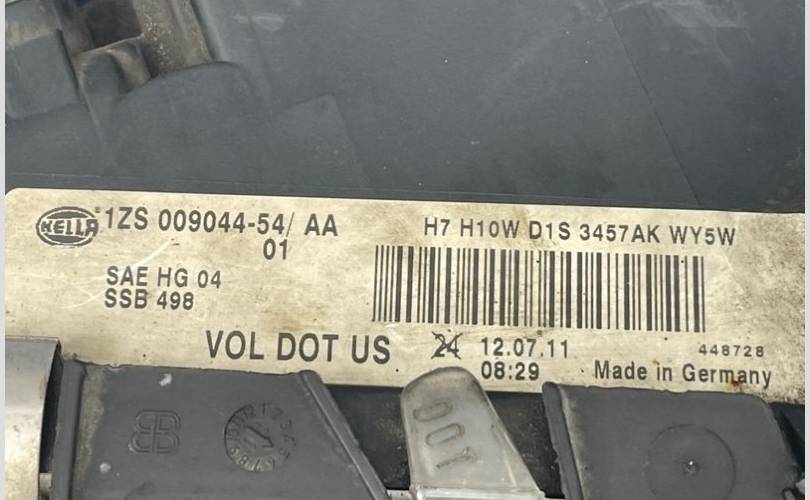 HELLA 1ZS 009044-54/ AA
01
H7 H10W D1S 3457AK WY5W
SAE HG 04
SSB 498
VOL DOT US
24 12.07.11
08:29
448728
Made in Germany
001